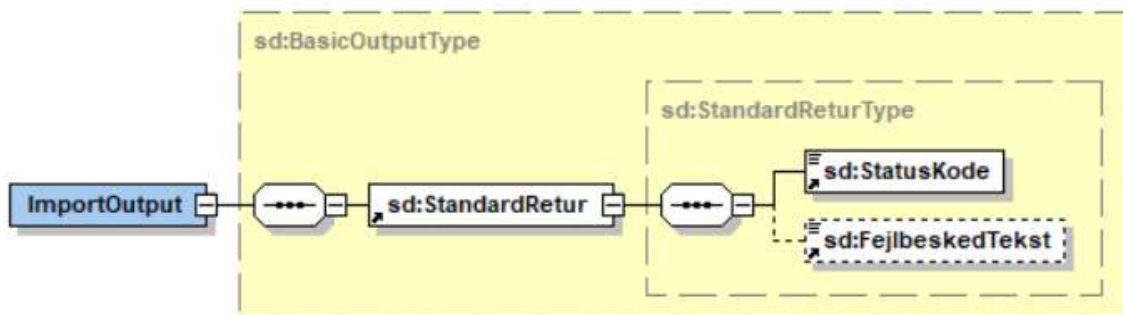 sd:BasicOutputType
sd:StandardReturType
ImportOutput
sd:StandardRetur
sd:StatusKode
sd:FejlbeskedTekst